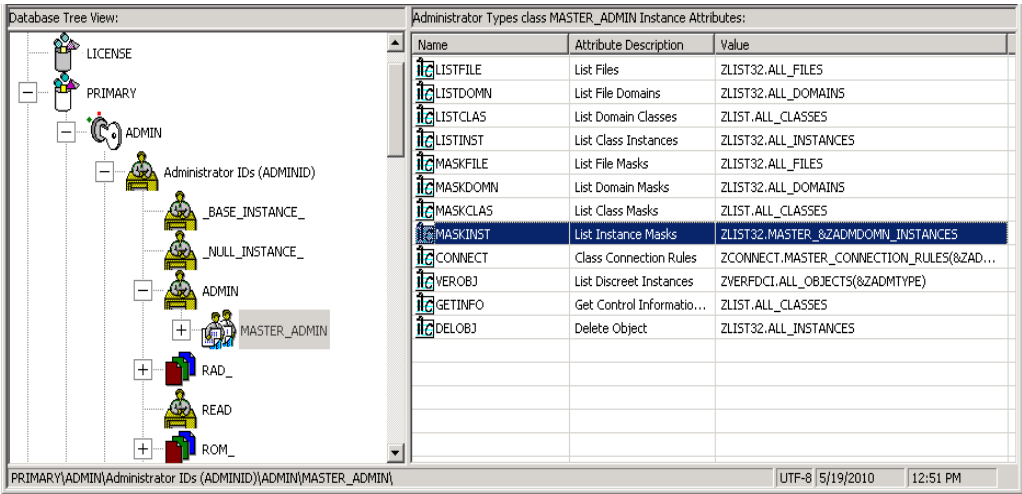 Database Tree View:
LICENSE
PRIMARY
ADMIN
Administrator IDs (ADMINID)
_BASE_INSTANCE_
_NULL_INSTANCE_
ADMIN
MASTER_ADMIN
RAD_
READ
ROM_
Administrator Types class MASTER_ADMIN Instance Attributes:
Name Attribute Description Value
LISTFILE List Files ZLIST32.ALL_FILES
LISTDOMN List File Domains ZLIST32.ALL_DOMAINS
LISTCLAS List Domain Classes ZLIST.ALL_CLASSES
LISTINST List Class Instances ZLIST32.ALL_INSTANCES
MASKFILE List File Masks ZLIST32.ALL_FILES
MASKDOMN List Domain Masks ZLIST32.ALL_DOMAINS
MASKCLAS List Class Masks ZLIST.ALL_CLASSES
MASKINST List Instance Masks ZLIST32.MASTER_&ZADMDOMN_INSTANCES
CONNECT Class Connection Rules ZCONNECT.MASTER_CONNECTION_RULES(&ZAD...
VEROBJ List Discreet Instances ZVERFDCI.ALL_OBJECTS(&ZADMTYPE)
GETINFO Get Control Informatio... ZLIST.ALL_CLASSES
DELOBJ Delete Object ZLIST32.ALL_INSTANCES
PRIMARY\ADMIN\Administrator IDs (ADMINID)\ADMIN\MASTER_ADMIN\ UTF-8 5/19/2010 12:51 PM